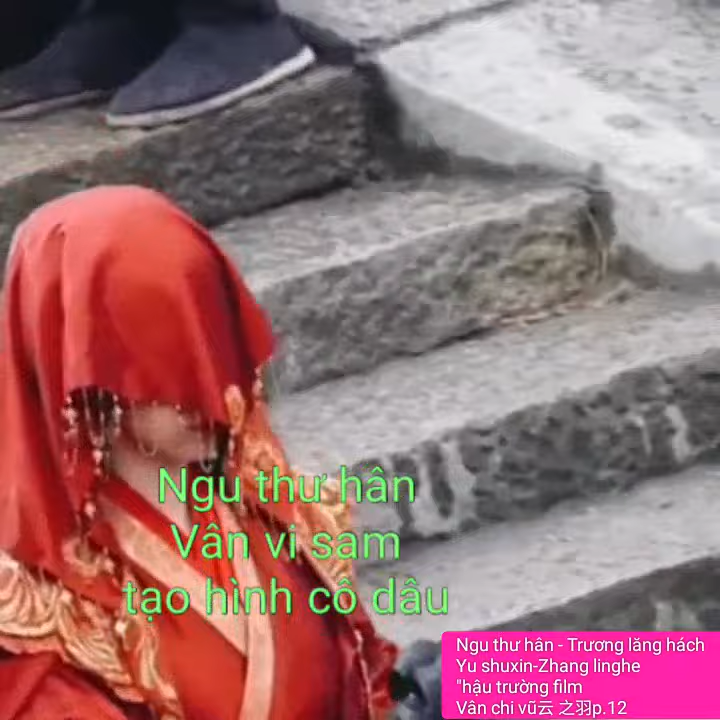 Ngu thư hân
Vân vi sam
tạo hình cô dâu
Ngu thư hân - Trương lăng hách
Yu shuxin-Zhang linghe
"hậu trường film
Vân chi vũ云 之羽p.12